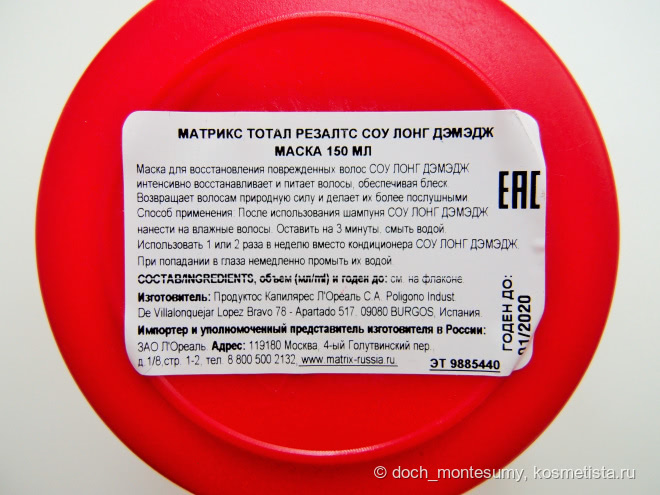 МАТРИКС ТОТАЛ РЕЗАЛТС СОУ ЛОНГ ДЭМЭДЖ
МАСКА 150 МЛ
Маска для восстановления поврежденных волос СОУ ЛОНГ ДЭМЭДЖ
интенсивно восстанавливает и питает волосы, обеспечивая блеск.
Возвращает волосам природную силу и делает их более послушными.
Способ применения: После использования шампуня СОУ ЛОНГ ДЭМЭДЖ
нанести на влажные волосы. Оставить на 3 минуты, смыть водой.
Использовать 1 или 2 раза в неделю вместо кондиционера СОУ ЛОНГ ДЭМЭДЖ.
При попадании в глаза немедленно промыть их водой.
СОСТАВ/INGREDIENTS, объем (мл/ml) и годен до: см. на флаконе.
Изготовитель: Продуктос Капилярес Л'Ореаль С.А. Poligono Indust.
De Villalonquejar Lopez Bravo 78 - Apartado 517. 09080 BURGOS, Испания.
Импортер и уполномоченный представитель изготовителя в России:
ЗАО Л'Ореаль. Адрес: 119180 Москва, 4-ый Голутвинский пер.,
д.1/8,стр. 1-2, тел. 8 800 500 2132, www.matrix-russia.ru.
ЭТ 9885440
EAC
ГОДЕН ДО:
01/2020
© doch_montesumy, kosmetista.ru